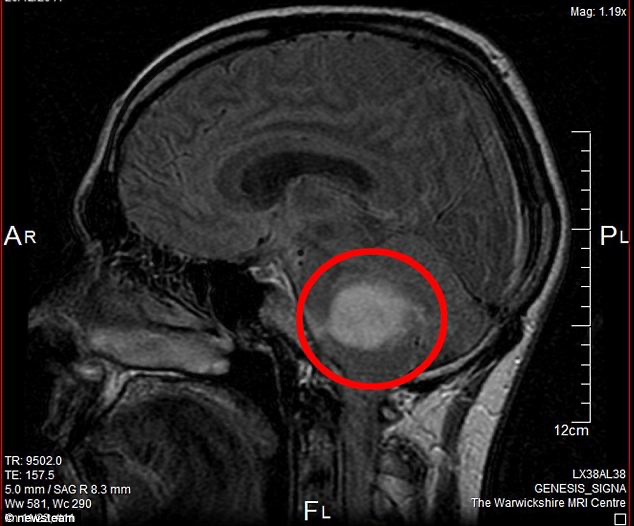 Mag: 1.19x
AR
PL
12cm
TR: 9502.0
TE: 157.5
5.0 mm / SAG R 8.3 mm
Ww 581, Wc 290
© newsteam
LX38AL38
GENESIS_SIGNA
The Warwickshire MRI Centre
FL